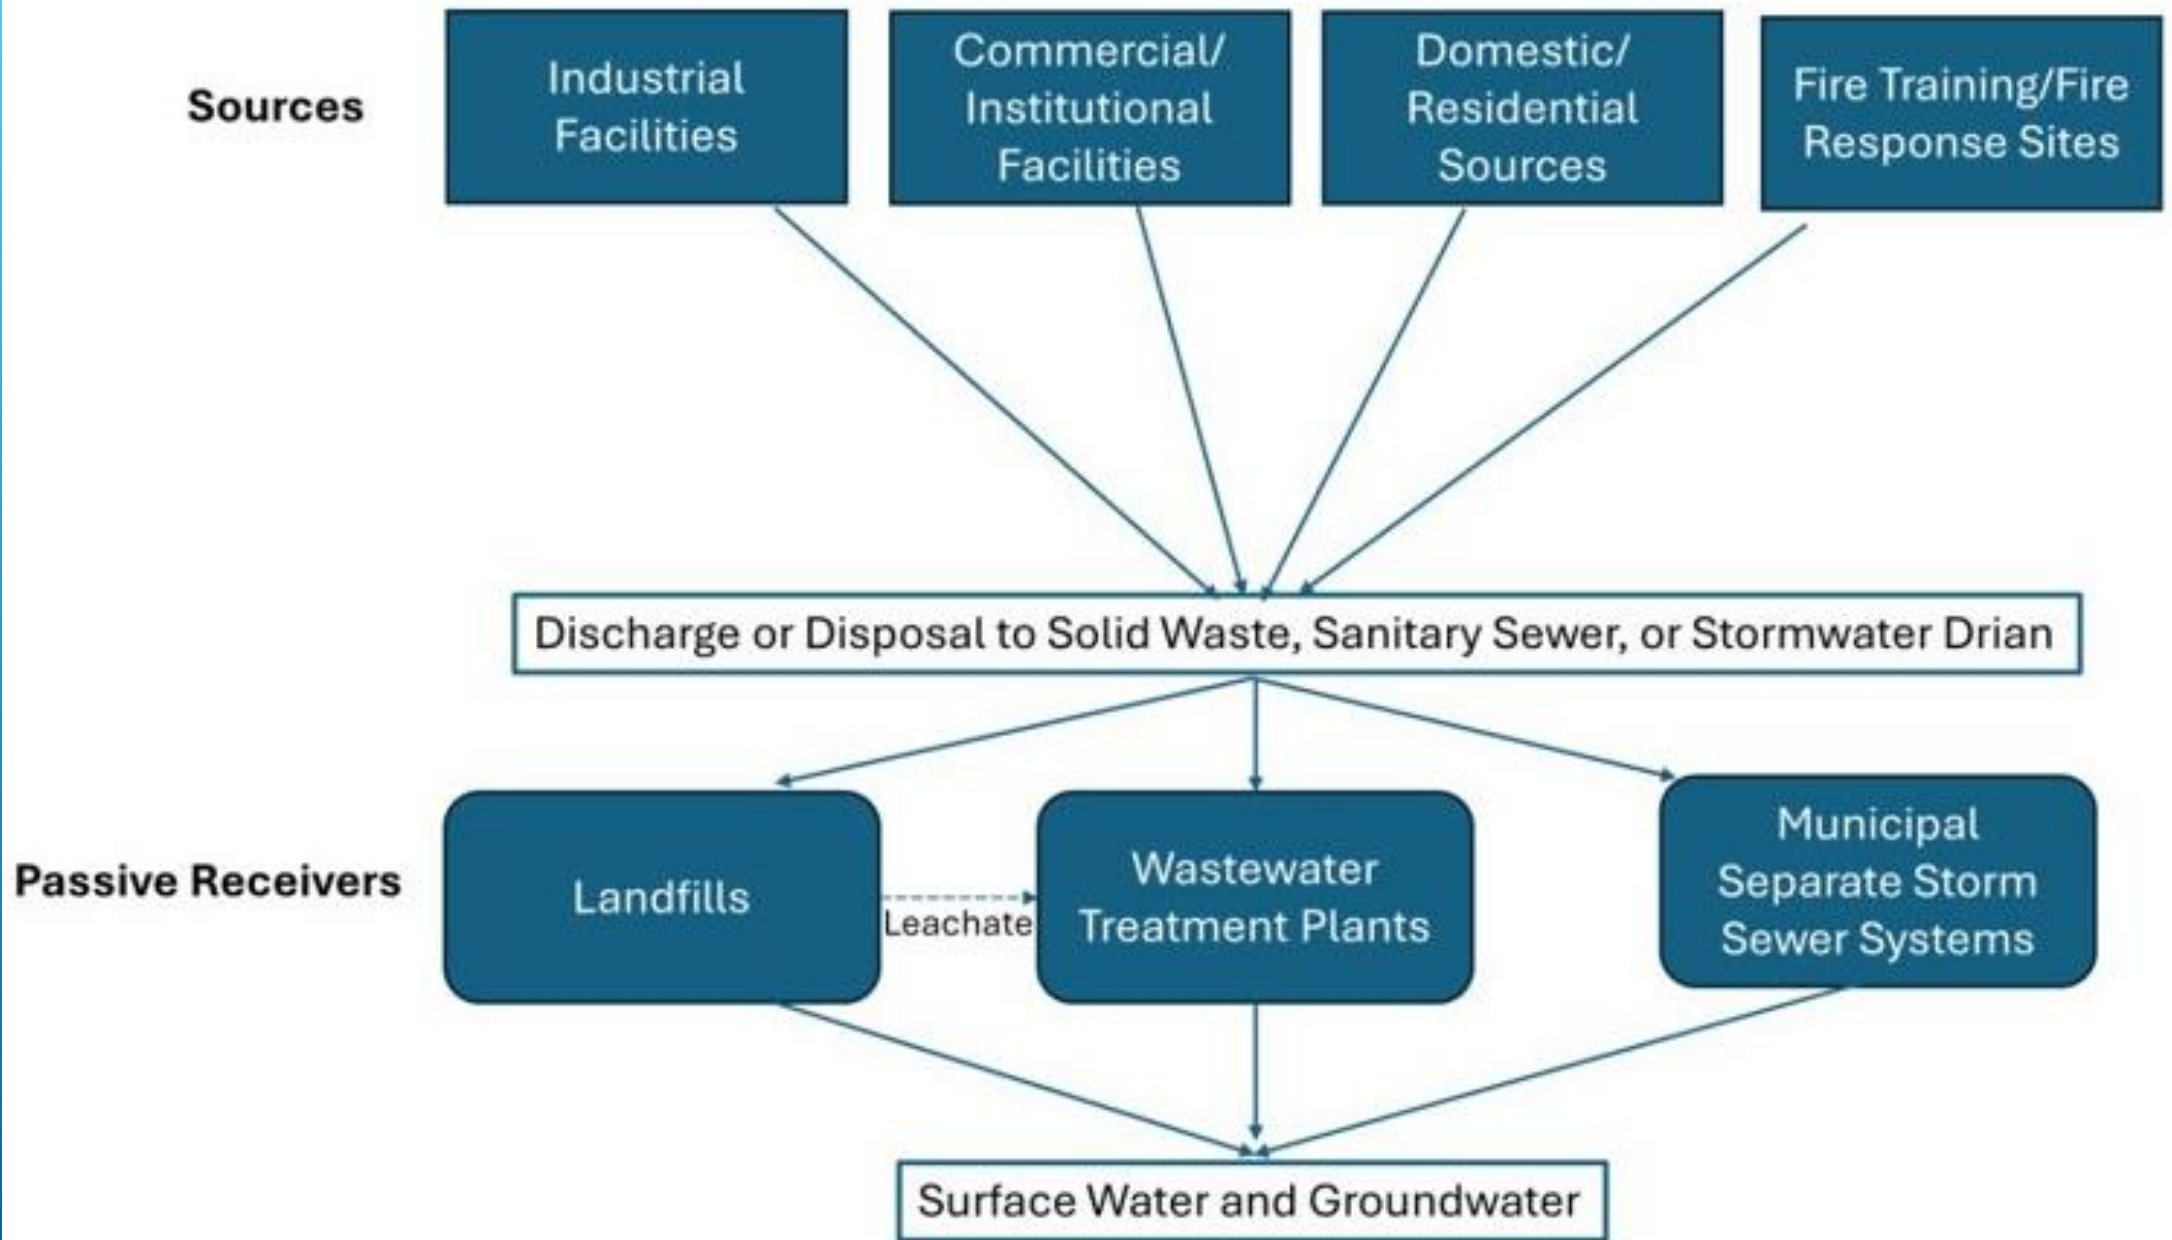 Sources
Industrial
Facilities
Commercial/
Institutional
Facilities
Domestic/
Residential
Sources
Fire Training/Fire
Response Sites
Discharge or Disposal to Solid Waste, Sanitary Sewer, or Stormwater Drian
Passive Receivers
Landfills
Leachate
Wastewater
Treatment Plants
Municipal
Separate Storm
Sewer Systems
Surface Water and Groundwater